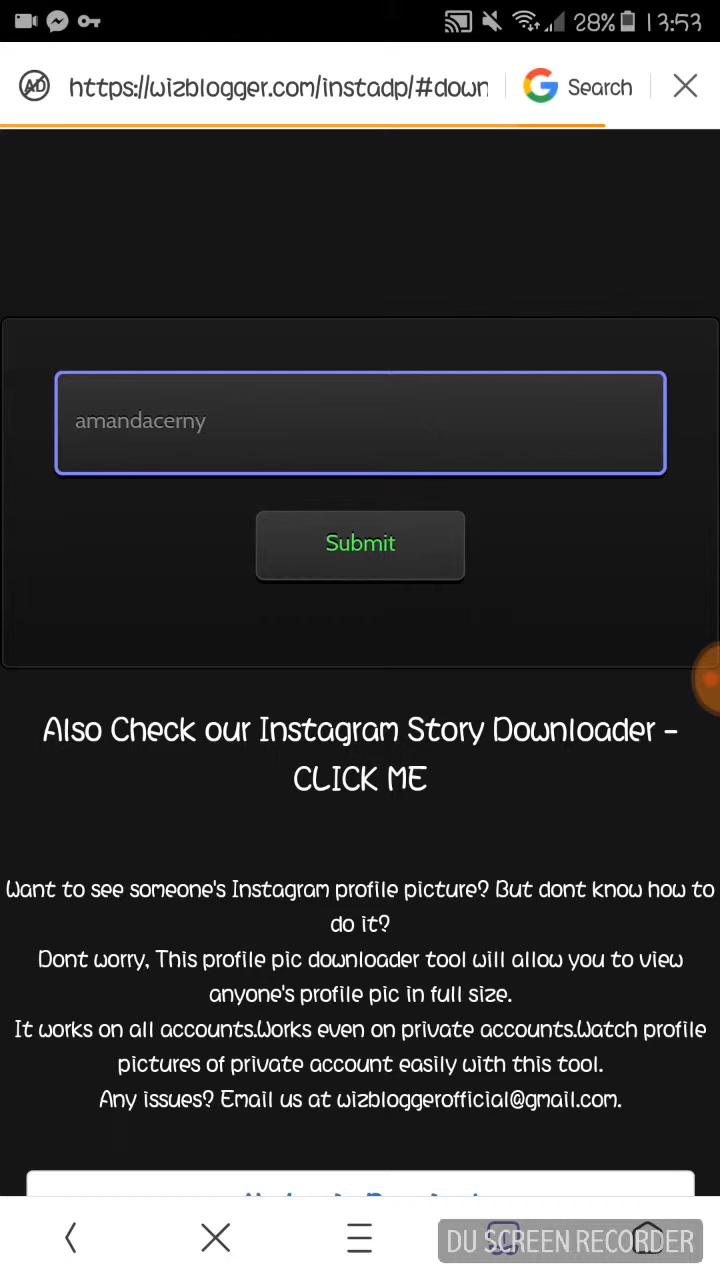 28% 13:53
https://wizblogger.com/instadp/#down
Search
amandacerny
Submit
Also Check our Instagram Story Downloader -
CLICK ME
Want to see someone's Instagram profile picture? But dont know how to
do it?
Dont worry, This profile pic downloader tool will allow you to view
anyone's profile pic in full size.
It works on all accounts.Works even on private accounts.Watch profile
pictures of private account easily with this tool.
Any issues? Email us at wizbloggerofficial@gmail.com.
DU SCREEN RECORDER